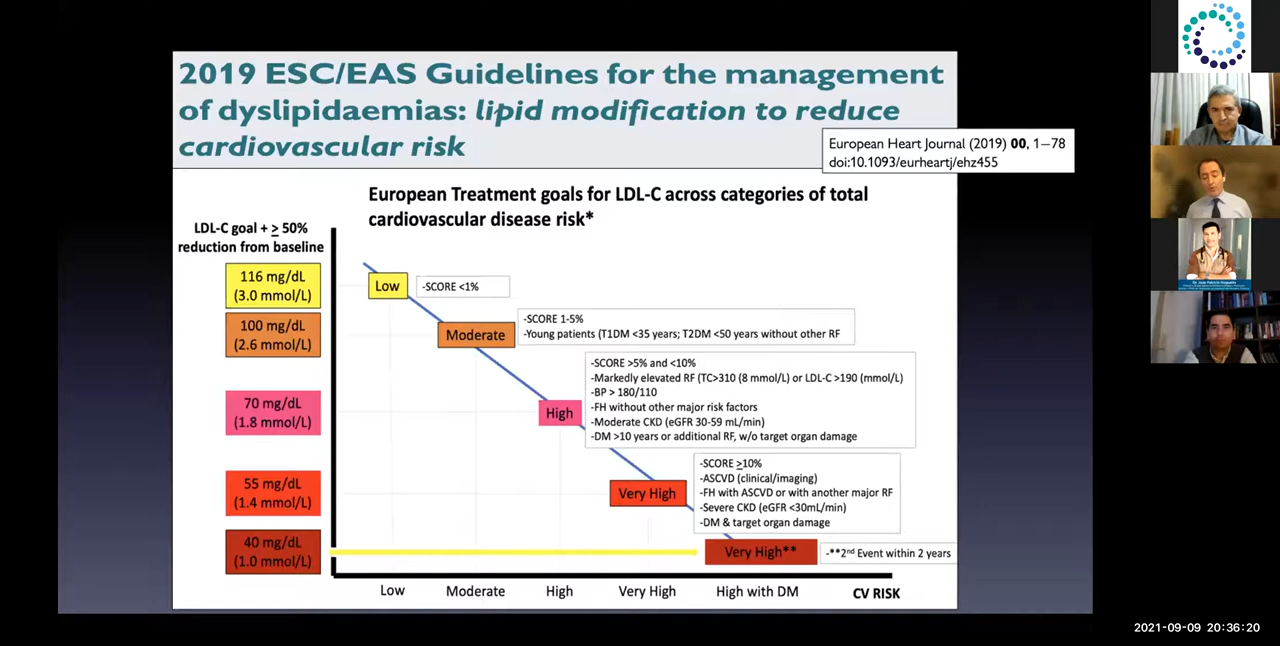 2019 ESC/EAS Guidelines for the management
of dyslipidaemias: lipid modification to reduce
cardiovascular risk
European Heart Journal (2019) 00, 1–78
doi:10.1093/eurheartj/ehz455
European Treatment goals for LDL-C across categories of total
cardiovascular disease risk*
LDL-C goal + ≥ 50%
reduction from baseline
116 mg/dL
(3.0 mmol/L)
Low
-SCORE <1%
100 mg/dL
(2.6 mmol/L)
Moderate
-SCORE 1-5%
-Young patients (T1DM <35 years; T2DM <50 years without other RF
70 mg/dL
(1.8 mmol/L)
High
-SCORE >5% and <10%
-Markedly elevated RF (TC>310 (8 mmol/L) or LDL-C >190 (mmol/L)
-BP > 180/110
-FH without other major risk factors
-Moderate CKD (eGFR 30-59 mL/min)
-DM >10 years or additional RF, w/o target organ damage
55 mg/dL
(1.4 mmol/L)
Very High
-SCORE ≥10%
-ASCVD (clinical/imaging)
-FH with ASCVD or with another major RF
-Severe CKD (eGFR <30mL/min)
-DM & target organ damage
40 mg/dL
(1.0 mmol/L)
Very High**
-**2nd Event within 2 years
Low
Moderate
High
Very High
High with DM
CV RISK
2021-09-09 20:36:20